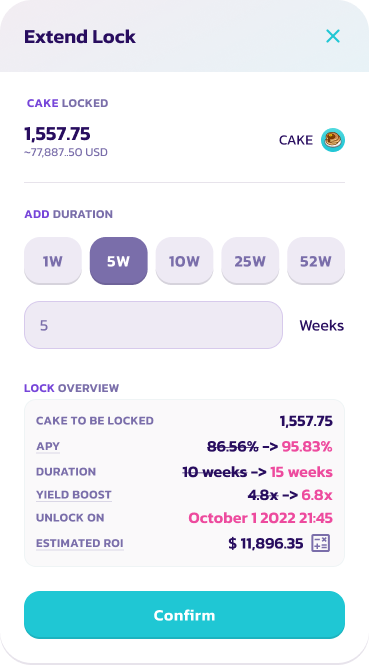 Extend Lock
CAKE LOCKED
1,557.75
~77,887..50 USD
CAKE
ADD DURATION
1W 5W 10W 25W 52W
5 Weeks
LOCK OVERVIEW
CAKE TO BE LOCKED 1,557.75
APY 86.56% -> 95.83%
DURATION 10 weeks -> 15 weeks
YIELD BOOST 4.8x -> 6.8x
UNLOCK ON October 1 2022 21:45
ESTIMATED ROI $ 11,896.35
Confirm